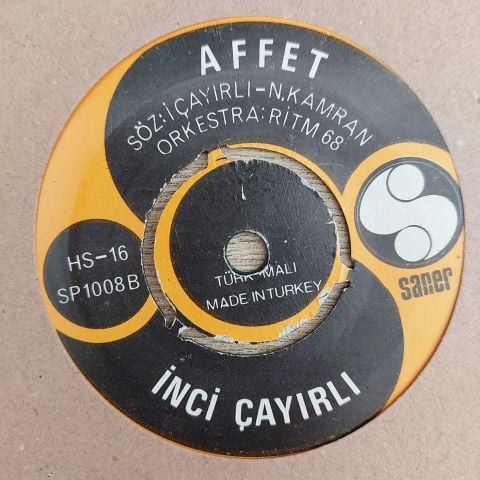 AFFET
SÖZ:İ ÇAYIRLI-N.KAMRAN
ORKESTRA:RİTM 68
HS-16
SP1008B
saner
TÜRK MALI
MADE IN TURKEY
İNCİ ÇAYIRLI